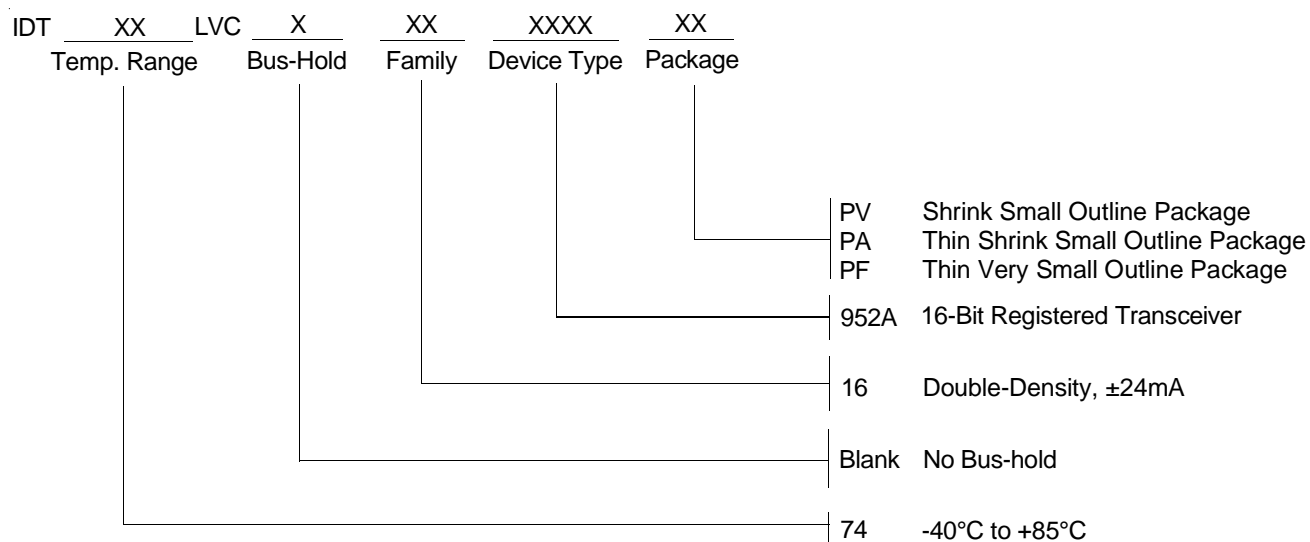 IDT XX LVC X XX XXXX XX
Temp. Range Bus-Hold Family Device Type Package
PV Shrink Small Outline Package
PA Thin Shrink Small Outline Package
PF Thin Very Small Outline Package
952A 16-Bit Registered Transceiver
16 Double-Density, ±24mA
Blank No Bus-hold
74 -40°C to +85°C